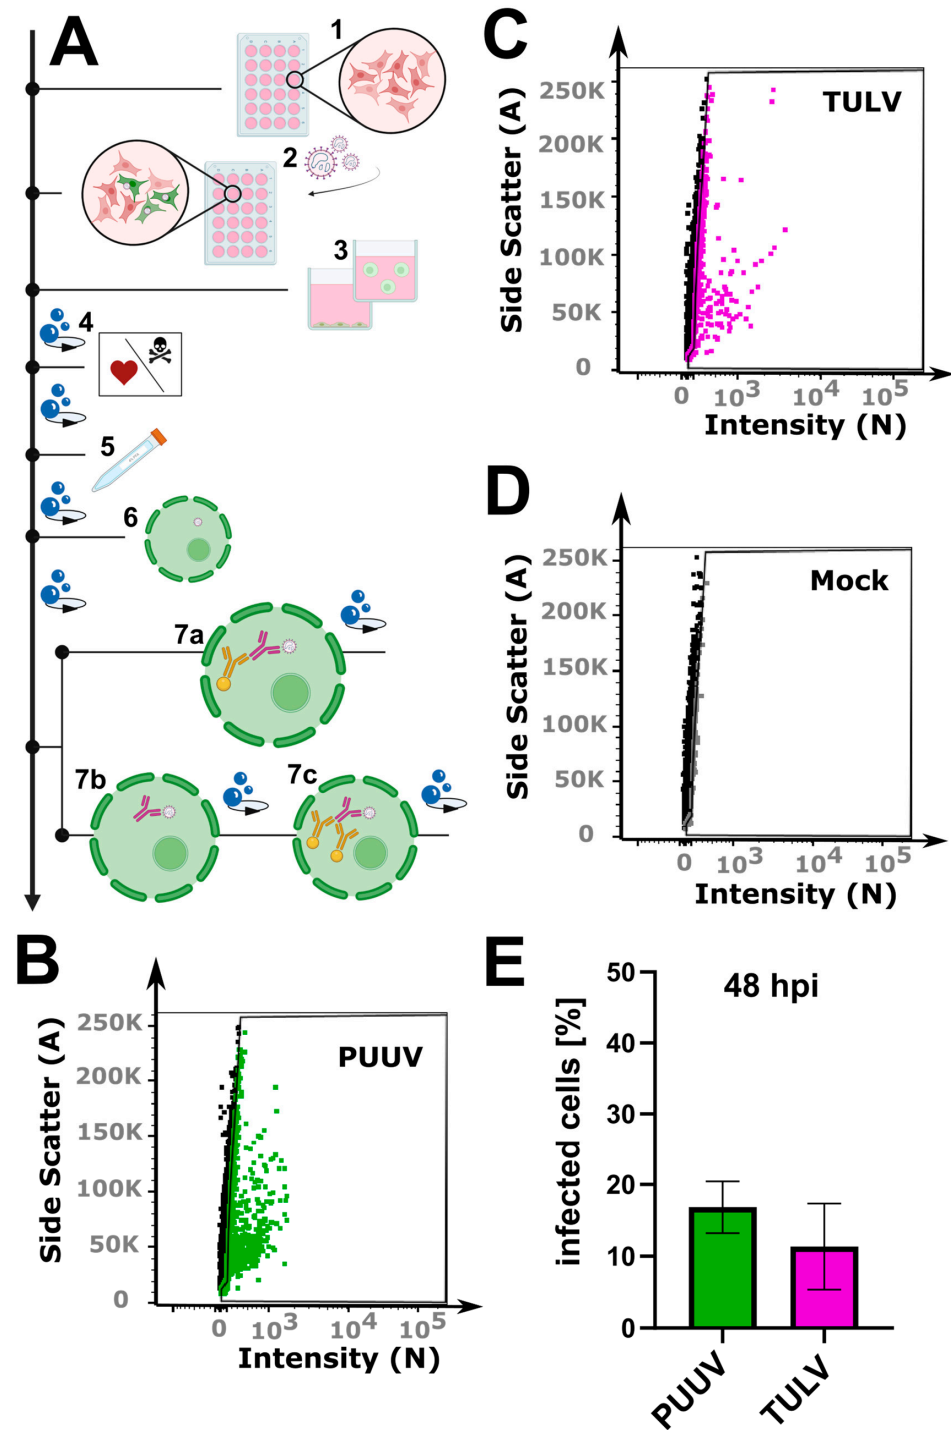 A
1
2
3
4
5
6
7a
7b
7c
B
Side Scatter (A)
250K
200K
150K
100K
50K
0
PUUV
0 10³ 10⁴ 10⁵
Intensity (N)
C
Side Scatter (A)
250K
200K
150K
100K
50K
0
TULV
0 10³ 10⁴ 10⁵
Intensity (N)
D
Side Scatter (A)
250K
200K
150K
100K
50K
0
Mock
0 10³ 10⁴ 10⁵
Intensity (N)
E
infected cells [%]
50
40
30
20
10
0
48 hpi
PUUV
TULV